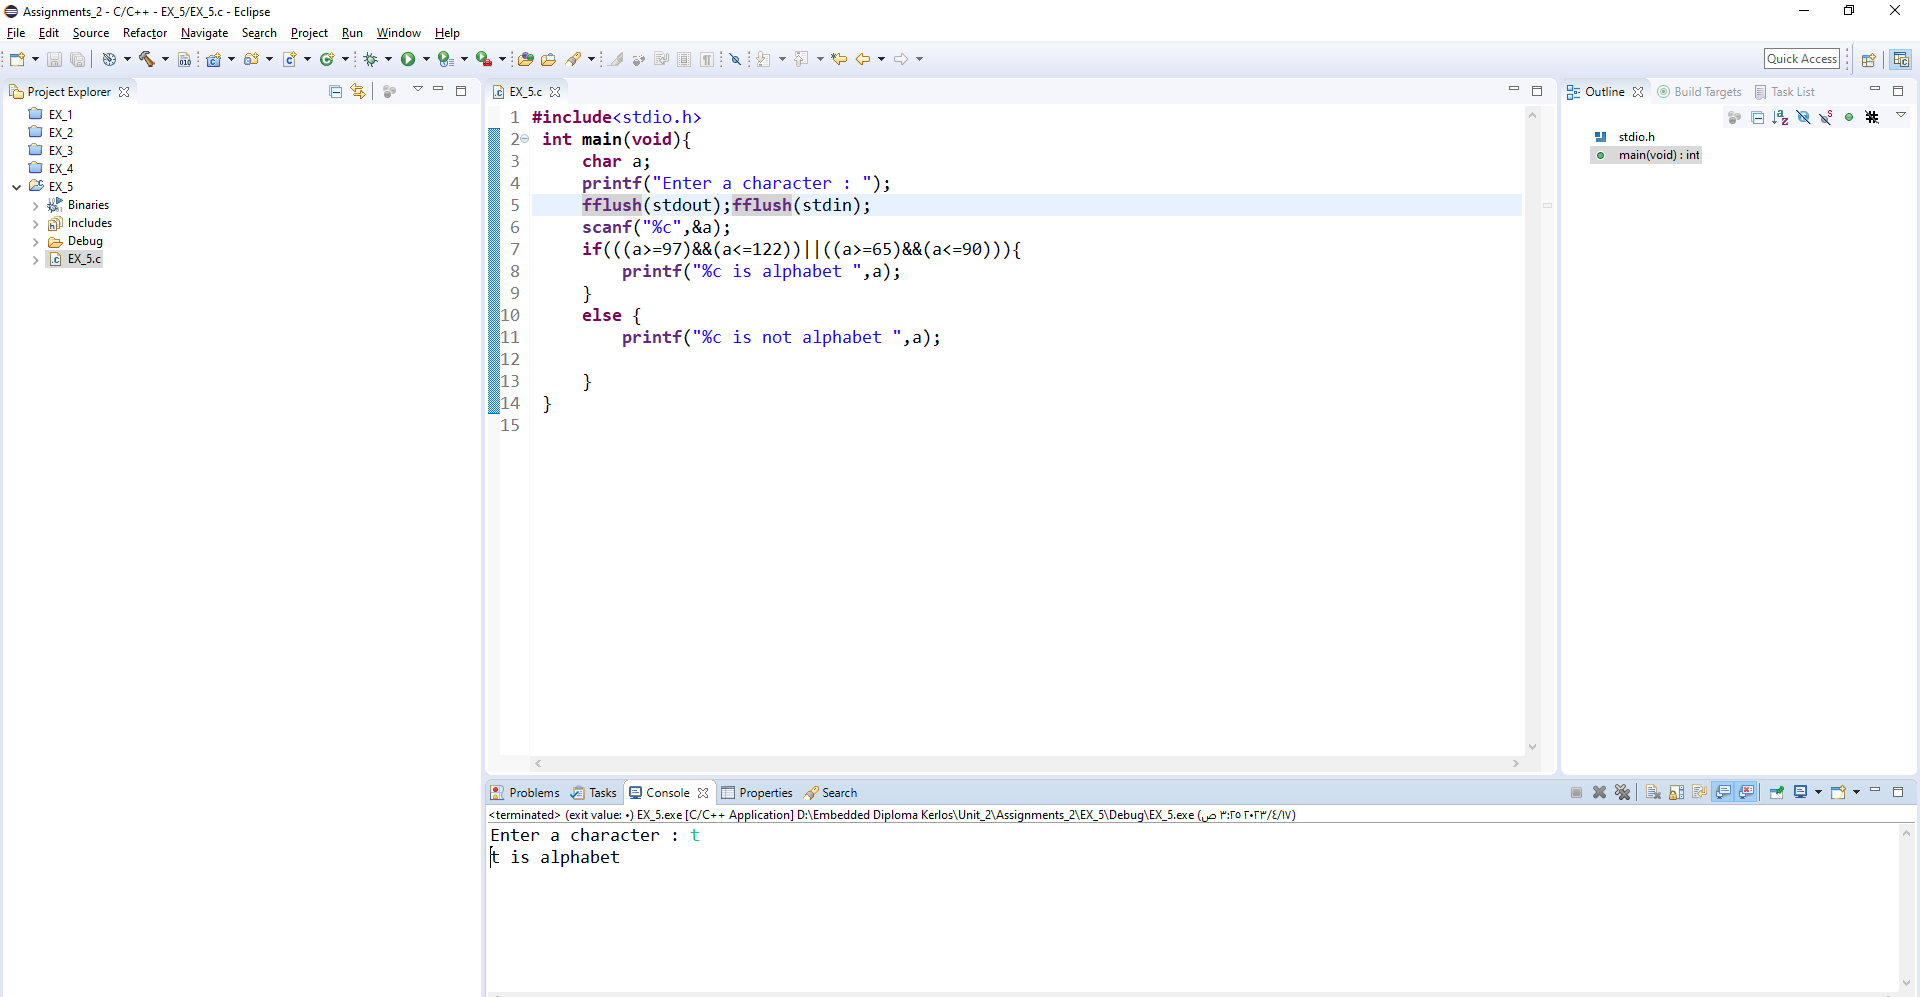 Assignments_2 - C/C++ - EX_5/EX_5.c - Eclipse
File Edit Source Refactor Navigate Search Project Run Window Help
Quick Access
Project Explorer
EX_1
EX_2
EX_3
EX_4
EX_5
Binaries
Includes
Debug
EX_5.c
EX_5.c
1 #include<stdio.h>
2 int main(void){
3     char a;
4     printf("Enter a character : ");
5     fflush(stdout);fflush(stdin);
6     scanf("%c",&a);
7     if(((a>=97)&&(a<=122))||((a>=65)&&(a<=90))){
8         printf("%c is alphabet ",a);
9     }
10     else {
11         printf("%c is not alphabet ",a);
12
13     }
14 }
15
Outline Build Targets Task List
stdio.h
main(void) : int
Problems Tasks Console Properties Search
<terminated> (exit value: ٠) EX_5.exe [C/C++ Application] D:\Embedded Diploma Kerlos\Unit_2\Assignments_2\EX_5\Debug\EX_5.exe (٢٠٢٣/٤/١٧ ٣:٢٥ ص)
Enter a character : t
t is alphabet